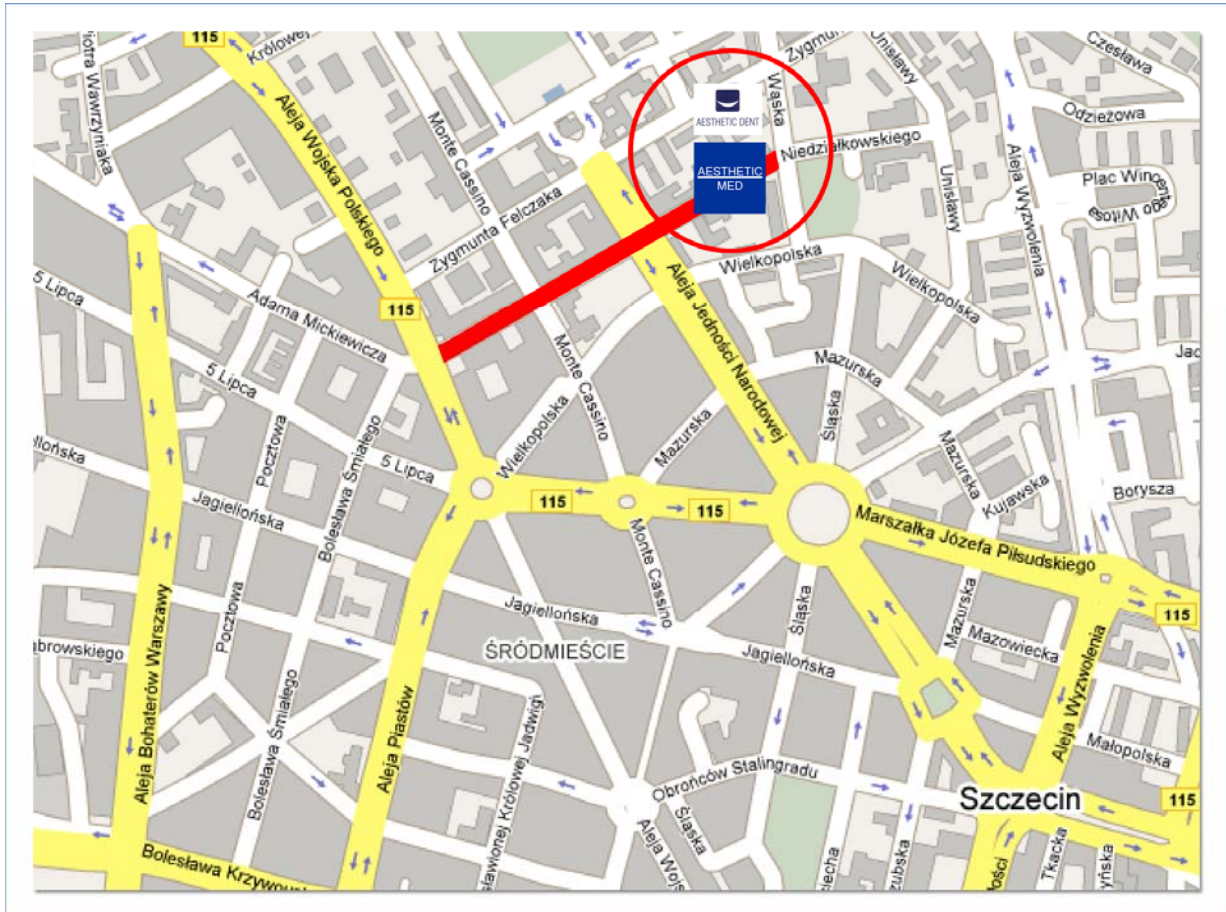 115
Królowej
Zygmunta
Unisławy
Czesława
Piotra Wawrzyniaka
Aleja Wojska Polskiego
Monte Cassino
AESTHETIC DENT
Wąska
Odzieżowa
Niedziałkowskiego
AESTHETIC
MED
Aleja Wyzwolenia
Unisławy
Plac Wincentego Witosa
Zygmunta Felczaka
Wielkopolska
Wielkopolska
5 Lipca
Adama Mickiewicza
115
Aleja Jedności Narodowej
Monte Cassino
Mazurska
5 Lipca
Śląska
Wielkopolska
Mazurska
Mazurska
Pocztowa
Bolesława Śmiałego
5 Lipca
Kujawska
Borysza
Jagiellońska
115
115
Marszałka Józefa Piłsudskiego
Monte Cassino
115
Aleja Bohaterów Warszawy
Pocztowa
Jagiellońska
Śląska
Mazurska
Mazowiecka
ŚRÓDMIEŚCIE
Jagiellońska
Aleja Wyzwolenia
Bolesława Śmiałego
Aleja Piastów
Królowej Jadwigi
Małopolska
Obrońców Stalingradu
Szczecin
115
Śląska
Aleja
Tkacka